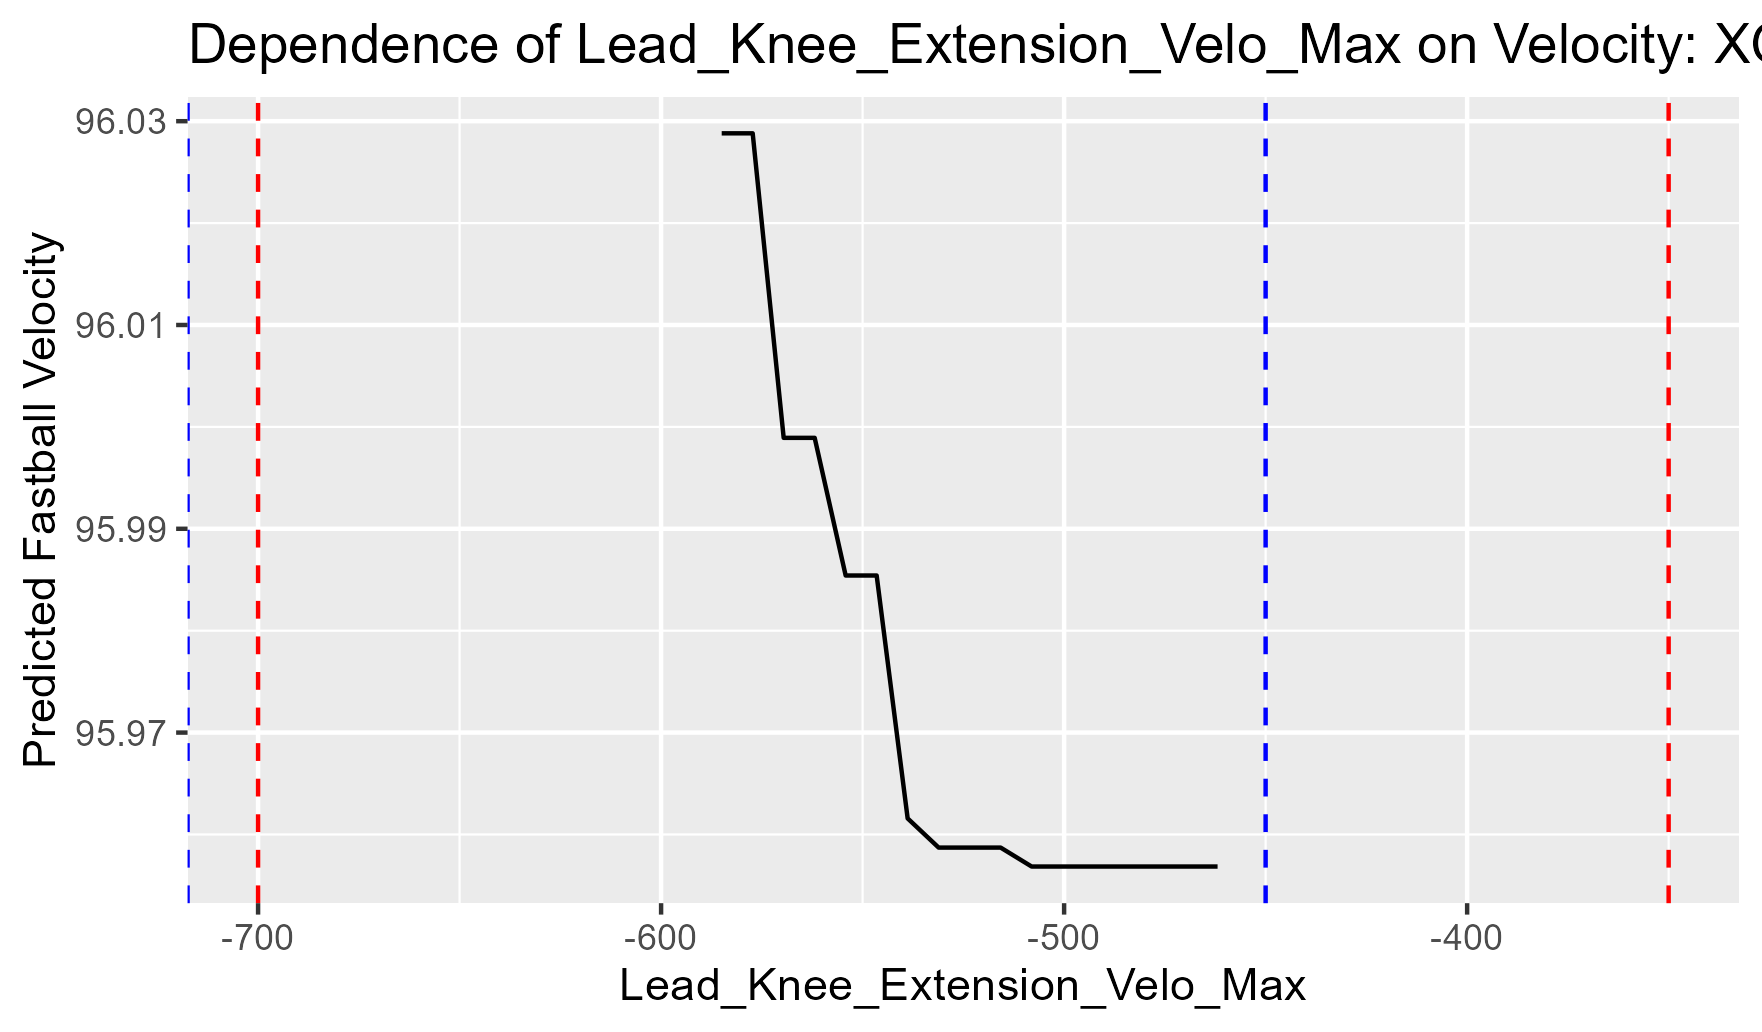 Dependence of Lead_Knee_Extension_Velo_Max on Velocity:
96.03
96.01
95.99
95.97
Predicted Fastball Velocity
-700 -600 -500 -400
Lead_Knee_Extension_Velo_Max